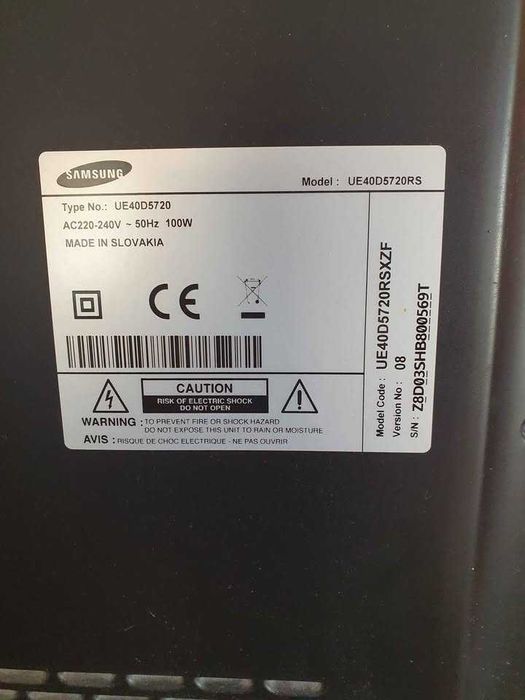 SAMSUNG
Model : UE40D5720RS
Type No.: UE40D5720
AC220-240V ~ 50Hz 100W
MADE IN SLOVAKIA
CE
CAUTION
RISK OF ELECTRIC SHOCK
DO NOT OPEN
WARNING : TO PREVENT FIRE OR SHOCK HAZARD
DO NOT EXPOSE THIS UNIT TO RAIN OR MOISTURE
AVIS : RISQUE DE CHOC ELECTRIQUE - NE PAS OUVRIR
Model Code : UE40D5720RSXZF
Version No : 08
S/N : Z8D03SHB800569T